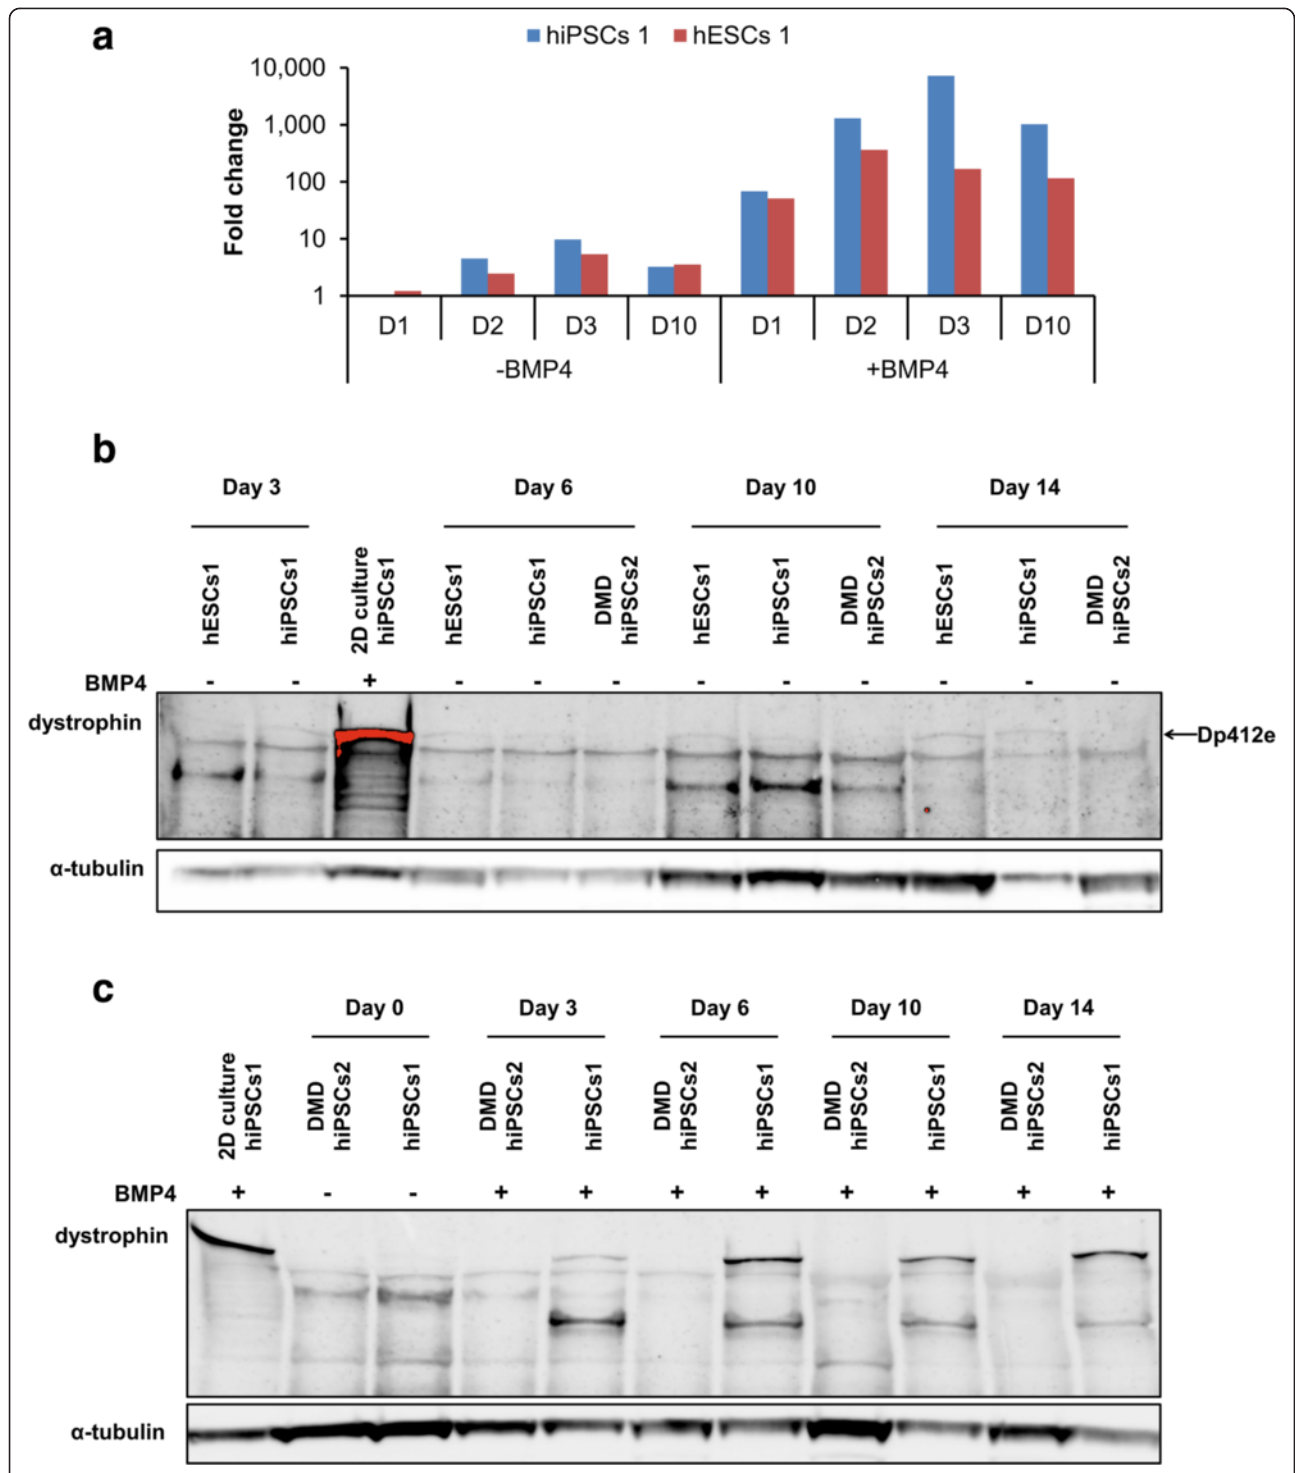 a
hiPSCs 1 hESCs 1
Fold change
10,000
1,000
100
10
1
D1 D2 D3 D10 D1 D2 D3 D10
-BMP4 +BMP4
b
Day 3 Day 6 Day 10 Day 14
hESCs1
hiPSCs1
2D culture
hiPSCs1
hESCs1
hiPSCs1
DMD
hiPSCs2
hESCs1
hiPSCs1
DMD
hiPSCs2
hESCs1
hiPSCs1
DMD
hiPSCs2
BMP4 - - + - - - - - - - - -
dystrophin
Dp412e
α-tubulin
c
Day 0 Day 3 Day 6 Day 10 Day 14
2D culture
hiPSCs1
DMD
hiPSCs2
hiPSCs1
DMD
hiPSCs2
hiPSCs1
DMD
hiPSCs2
hiPSCs1
DMD
hiPSCs2
hiPSCs1
DMD
hiPSCs2
hiPSCs1
BMP4 + - - + + + + + + + +
dystrophin
α-tubulin